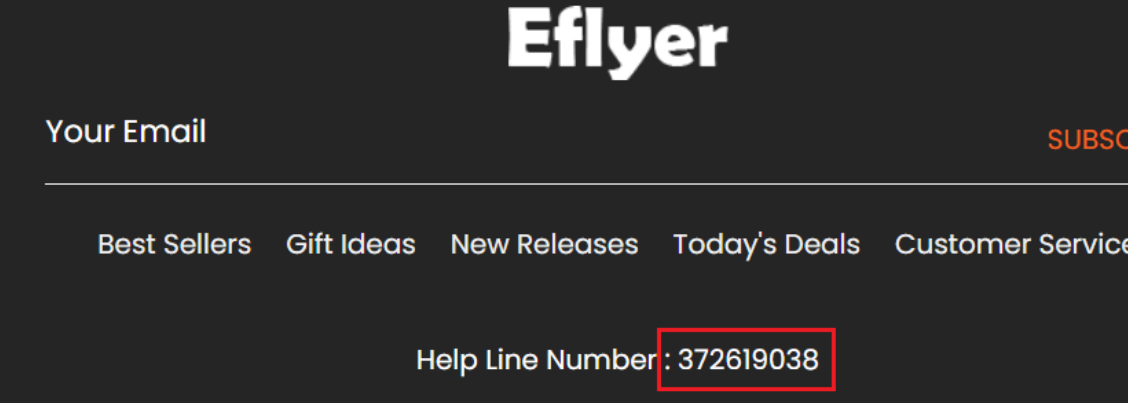 Eflyer
Your Email
SUBSC
Best Sellers Gift Ideas New Releases Today's Deals Customer Service
Help Line Number : 372619038